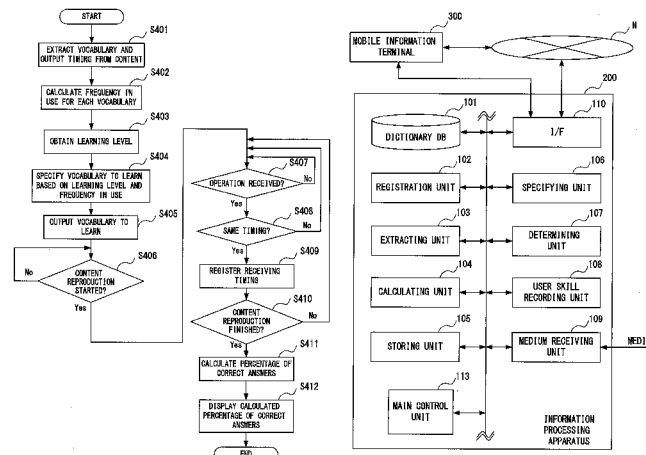 START
S401
EXTRACT VOCABULARY AND
OUTPUT TIMING FROM CONTENT
S402
CALCULATE FREQUENCY IN
USE FOR EACH VOCABULARY
S403
OBTAIN LEARNING LEVEL
S404
SPECIFY VOCABULARY TO LEARN
BASED ON LEARNING LEVEL AND
FREQUENCY IN USE
S405
OUTPUT VOCABULARY TO
LEARN
S406
CONTENT
REPRODUCTION
STARTED?
No
Yes
S407
OPERATION RECEIVED?
No
Yes
S408
SAME TIMING?
No
Yes
S409
REGISTER RECEIVING
TIMING
S410
CONTENT
REPRODUCTION
FINISHED?
No
Yes
S411
CALCULATE PERCENTAGE OF
CORRECT ANSWERS
S412
DISPLAY CALCULATED
PERCENTAGE OF CORRECT
ANSWERS
END
300
MOBILE INFORMATION
TERMINAL
N
200
101
DICTIONARY DB
110
I/F
102
REGISTRATION UNIT
106
SPECIFYING UNIT
103
EXTRACTING UNIT
107
DETERMINING
UNIT
104
CALCULATING UNIT
108
USER SKILL
RECORDING UNIT
105
STORING UNIT
109
MEDIUM RECEIVING
UNIT
MEDI
113
MAIN CONTROL
UNIT
INFORMATION
PROCESSING
APPARATUS